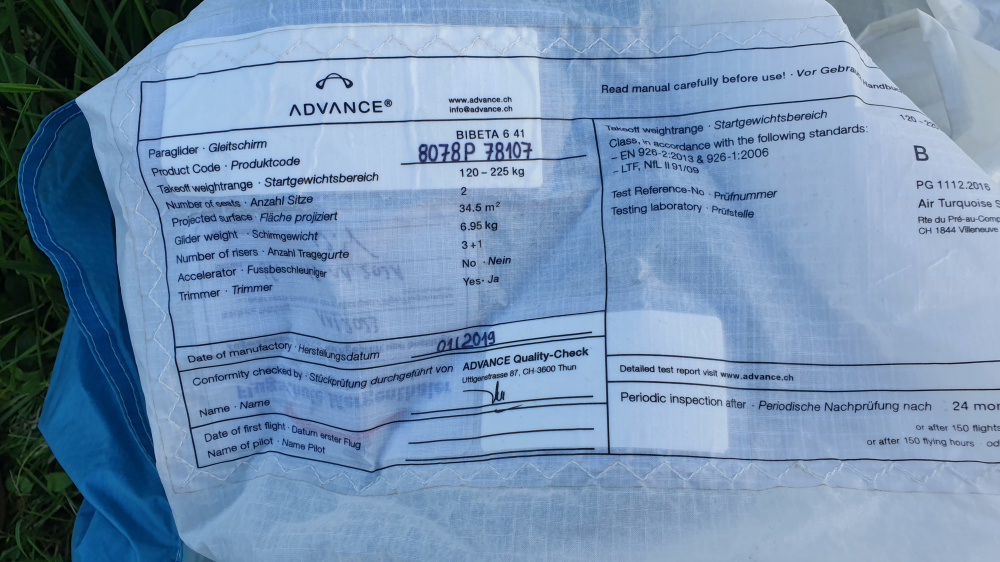 ADVANCE®
www.advance.ch
info@advance.ch
Read manual carefully before use! · Vor
Paraglider · Gleitschirm BIBETA 6 41
Product Code · Produktcode 8078P 78107
Takeoff weightrange · Startgewichtsbereich 120 – 225 kg
Number of seats · Anzahl Sitze 2
Projected surface · Fläche projiziert 34.5 m²
Glider weight · Schirmgewicht 6.95 kg
Number of risers · Anzahl Tragegurte 3+1
Accelerator · Fussbeschleuniger No · Nein
Trimmer · Trimmer Yes · Ja
Date of manufactory · Herstellungsdatum 01.2019
Conformity checked by · Stückprüfung durchgeführt von ADVANCE Quality-Check
Uttigenstrasse 87, CH-3600 Thun
Name · Name
Date of first flight · Datum erster Flug
Name of pilot · Name Pilot
Takeoff weightrange · Startgewichtsbereich 120 – 22
Class, in accordance with the following standards: B
– EN 926-2:2013 & 926-1:2006
– LTF, NfL II 91/09
Test Reference-No · Prüfnummer PG 1112.2016
Testing laboratory · Prüfstelle Air Turquoise S
Rte du Pré-au-Comp
CH 1844 Villeneuve
Detailed test report visit www.advance.ch
Periodic inspection after · Periodische Nachprüfung nach 24 mon
or after 150 flights
or after 150 flying hours